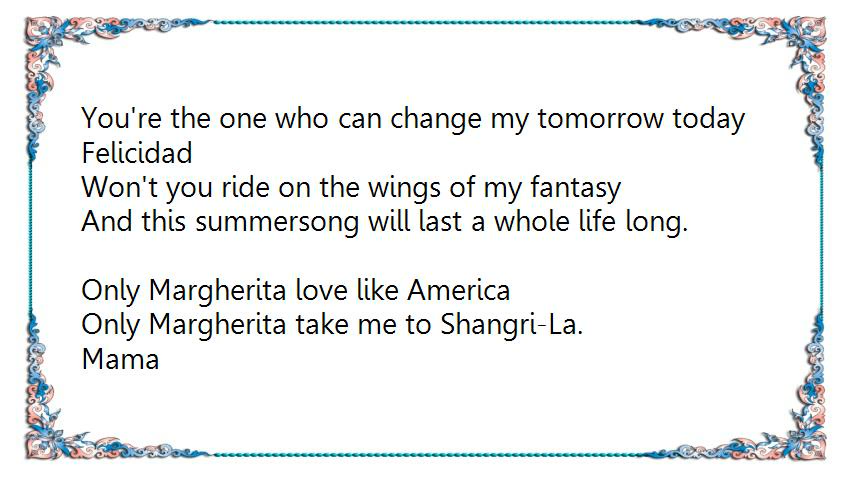 You're the one who can change my tomorrow today
Felicidad
Won't you ride on the wings of my fantasy
And this summersong will last a whole life long.

Only Margherita love like America
Only Margherita take me to Shangri-La.
Mama